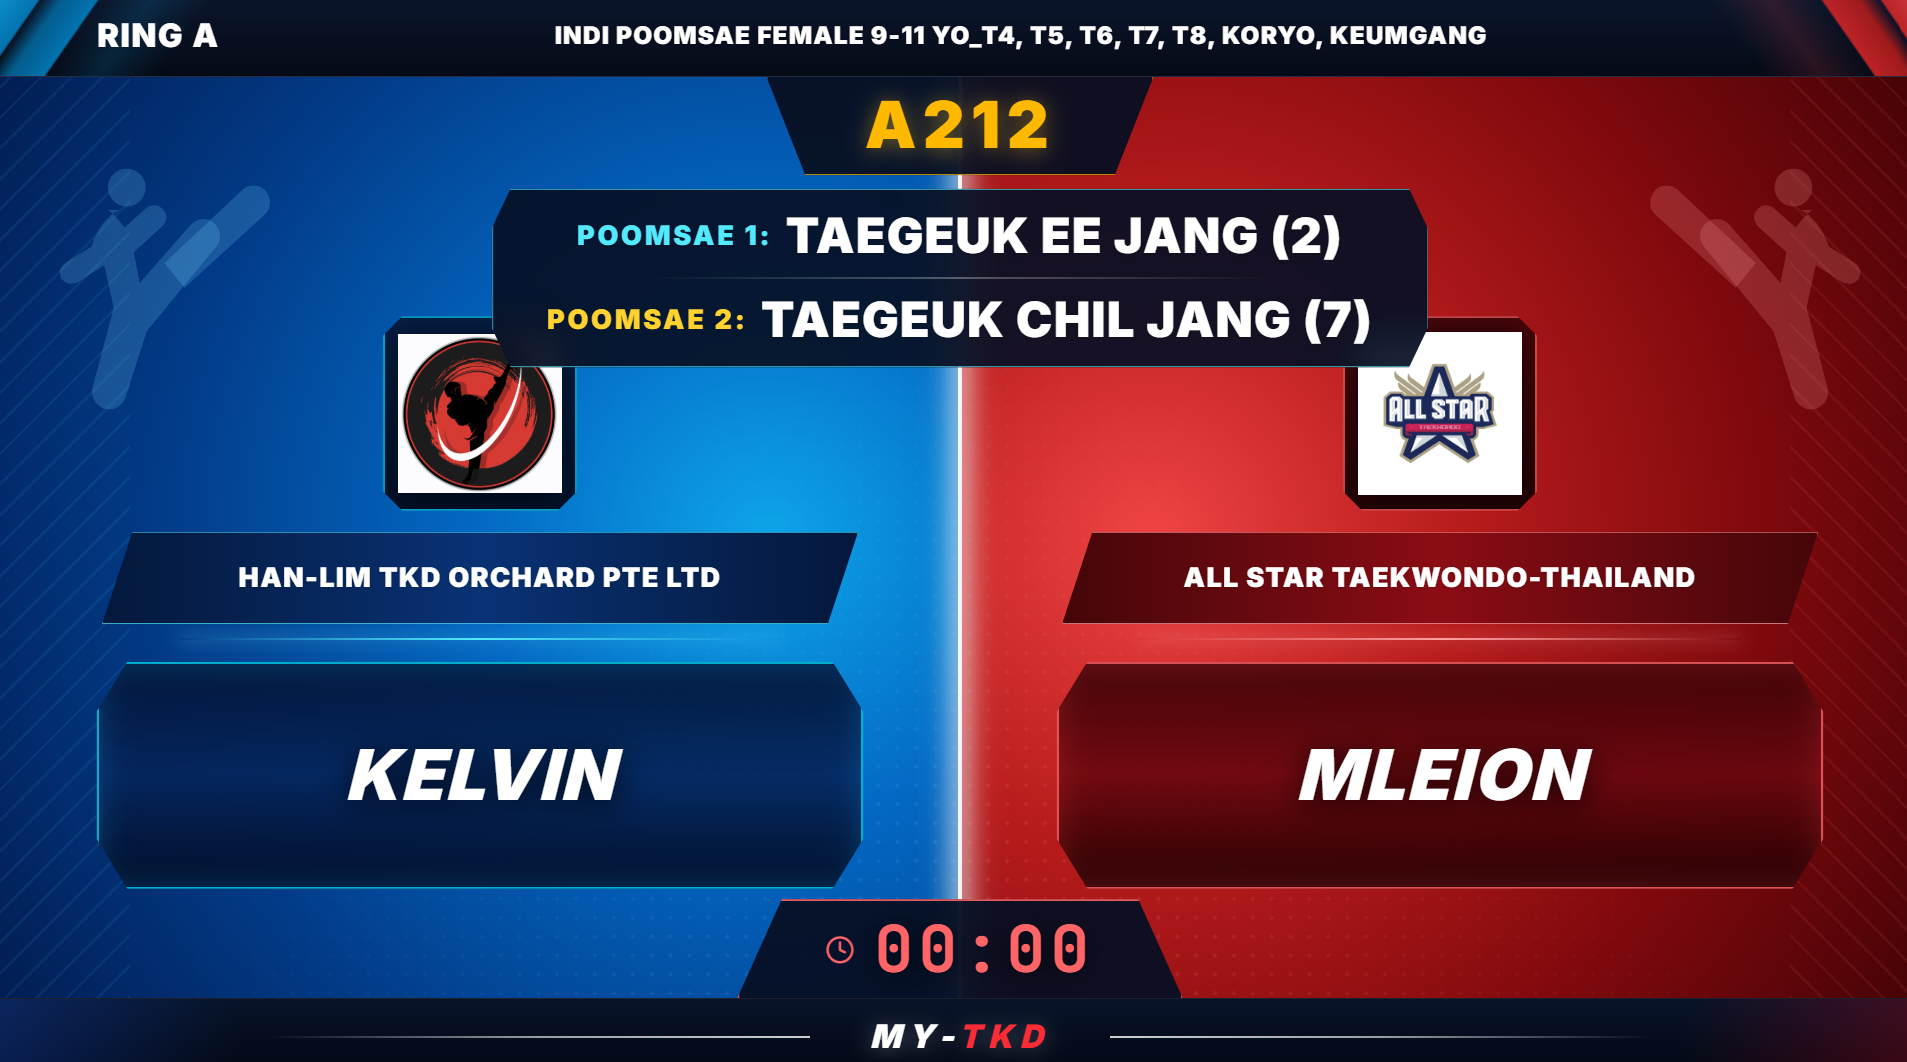 RING A
INDI POOMSAE FEMALE 9-11 YO_T4, T5, T6, T7, T8, KORYO, KEUMGANG
A212
POOMSAE 1: TAEGEUK EE JANG (2)
POOMSAE 2: TAEGEUK CHIL JANG (7)
ALL STAR
TAEKWONDO
HAN-LIM TKD ORCHARD PTE LTD
ALL STAR TAEKWONDO-THAILAND
KELVIN
MLEION
00:00
MY-TKD